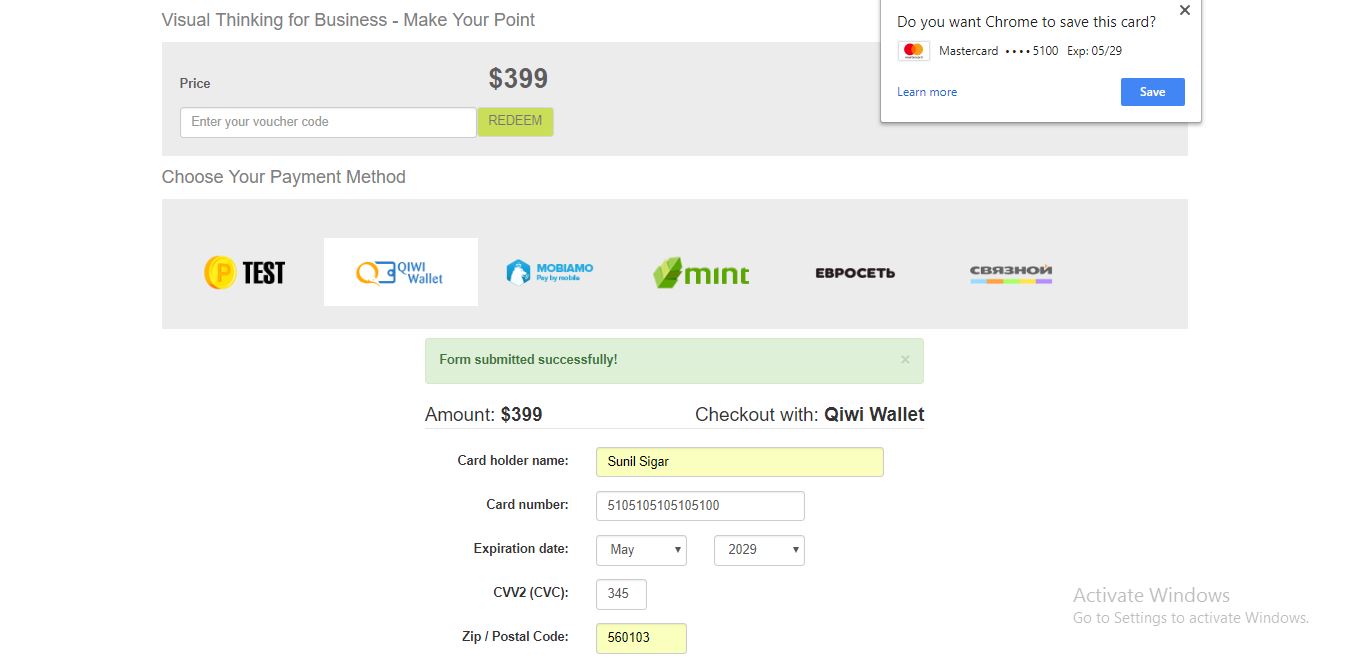 Visual Thinking for Business - Make Your Point
Do you want Chrome to save this card?
Mastercard •••• 5100 Exp: 05/29
Learn more
Save
Price
$399
Enter your voucher code
REDEEM
Choose Your Payment Method
P TEST
QIWI
Wallet
MOBIAMO
Pay by mobile
mint
ЕВРОСЕТЬ
СВЯЗНОЙ
Form submitted successfully!
Amount: $399
Checkout with: Qiwi Wallet
Card holder name:
Sunil Sigar
Card number:
5105105105105100
Expiration date:
May
2029
CVV2 (CVC):
345
Zip / Postal Code:
560103
Activate Windows
Go to Settings to activate Windows.